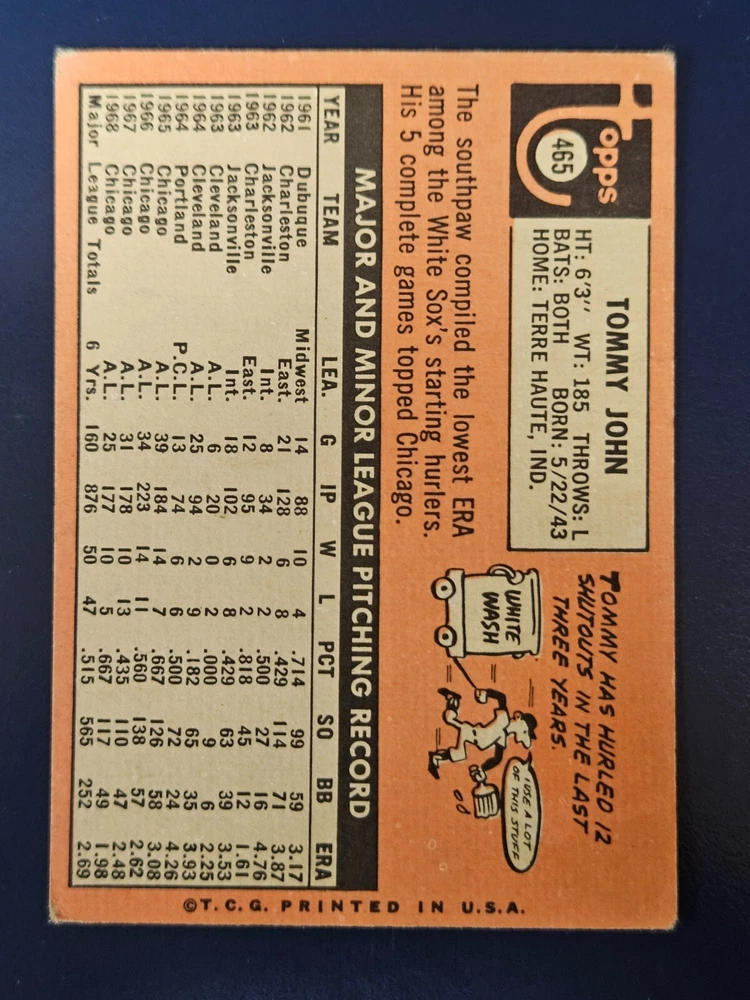 Topps
465
TOMMY JOHN
HT: 6'3" WT: 185 THROWS: L
BATS: BOTH BORN: 5/22/43
HOME: TERRE HAUTE, IND.
TOMMY HAS HURLED 12
SHUTOUTS IN THE LAST
THREE YEARS.
WHITE
WASH
I USE A LOT
OF THIS STUFF
The southpaw compiled the lowest ERA
among the White Sox's starting hurlers.
His 5 complete games topped Chicago.
MAJOR AND MINOR LEAGUE PITCHING RECORD
YEAR TEAM LEA. G IP W L PCT SO BB ERA
1961 Dubuque Midwest 14 88 10 4 .714 99 59 3.17
1962 Charleston East. 21 128 6 8 .429 114 71 3.87
1962 Jacksonville Int. 8 34 2 2 .500 27 16 4.76
1963 Charleston East. 12 95 9 2 .818 45 12 1.61
1963 Jacksonville Int. 18 102 6 8 .429 63 39 3.53
1963 Cleveland A.L. 6 20 0 2 .000 9 6 2.25
1964 Cleveland A.L. 25 94 2 9 .182 65 35 3.93
1964 Portland P.C.L. 13 74 6 6 .500 72 24 4.26
1965 Chicago A.L. 39 184 14 7 .667 126 58 3.08
1966 Chicago A.L. 34 223 14 11 .560 138 57 2.62
1967 Chicago A.L. 31 178 10 13 .435 110 47 2.48
1968 Chicago A.L. 25 177 10 5 .667 117 49 1.98
Major League Totals 6 Yrs. 160 876 50 47 .515 565 252 2.69
©T.C.G. PRINTED IN U.S.A.